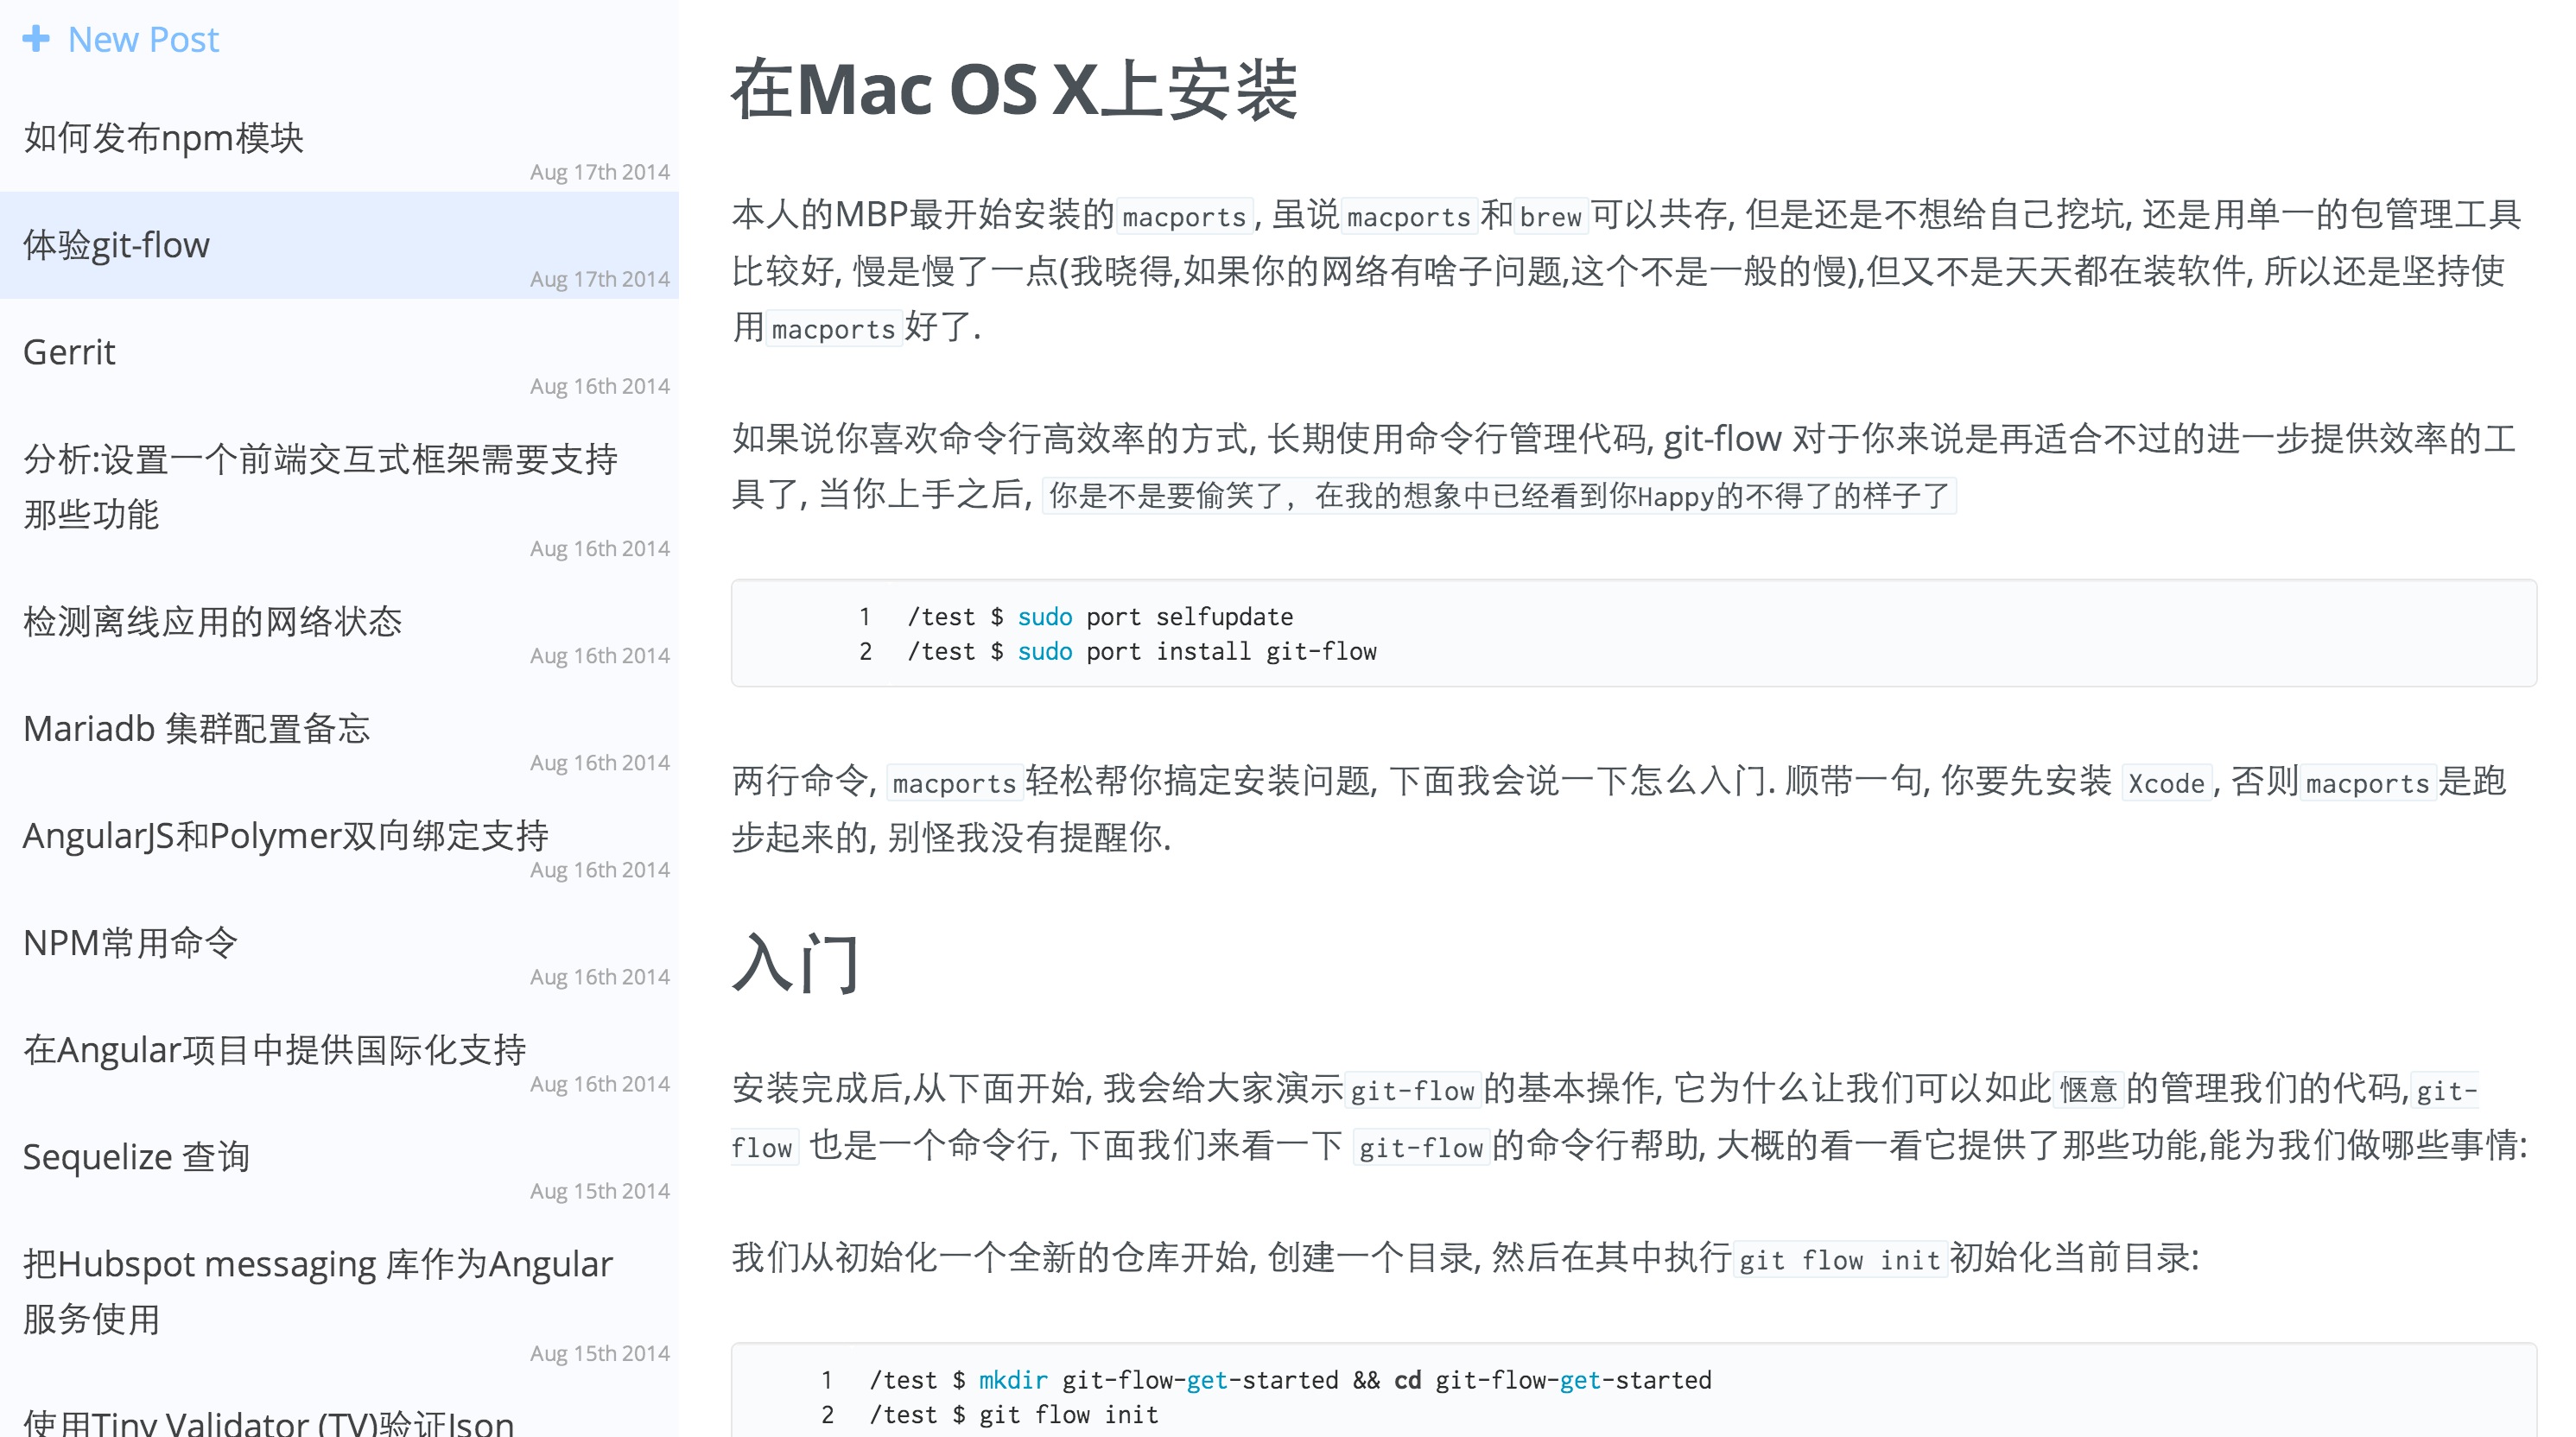 New Post
如何发布npm模块
Aug 17th 2014
体验git-flow
Aug 17th 2014
Gerrit
Aug 16th 2014
分析:设置一个前端交互式框架需要支持
那些功能
Aug 16th 2014
检测离线应用的网络状态
Aug 16th 2014
Mariadb 集群配置备忘
Aug 16th 2014
AngularJS和Polymer双向绑定支持
Aug 16th 2014
NPM常用命令
Aug 16th 2014
在Angular项目中提供国际化支持
Aug 16th 2014
Sequelize 查询
Aug 15th 2014
把Hubspot messaging 库作为Angular
服务使用
Aug 15th 2014
使用Tiny Validator (TV)验证Json
在Mac OS X上安装
本人的MBP最开始安装的macports, 虽说macports和brew可以共存, 但是还是不想给自己挖坑, 还是用单一的包管理工具
比较好, 慢是慢了一点(我晓得,如果你的网络有啥子问题,这个不是一般的慢),但又不是天天都在装软件, 所以还是坚持使
用macports好了.
如果说你喜欢命令行高效率的方式, 长期使用命令行管理代码, git-flow 对于你来说是再适合不过的进一步提供效率的工
具了, 当你上手之后, 你是不是要偷笑了, 在我的想象中已经看到你Happy的不得了的样子了
1 /test $ sudo port selfupdate
2 /test $ sudo port install git-flow
两行命令, macports轻松帮你搞定安装问题, 下面我会说一下怎么入门. 顺带一句, 你要先安装 Xcode, 否则macports是跑
步起来的, 别怪我没有提醒你.
入门
安装完成后,从下面开始, 我会给大家演示git-flow的基本操作, 它为什么让我们可以如此惬意的管理我们的代码,git-
flow 也是一个命令行, 下面我们来看一下 git-flow的命令行帮助, 大概的看一看它提供了那些功能,能为我们做哪些事情:
我们从初始化一个全新的仓库开始, 创建一个目录, 然后在其中执行git flow init初始化当前目录:
1 /test $ mkdir git-flow-get-started && cd git-flow-get-started
2 /test $ git flow init